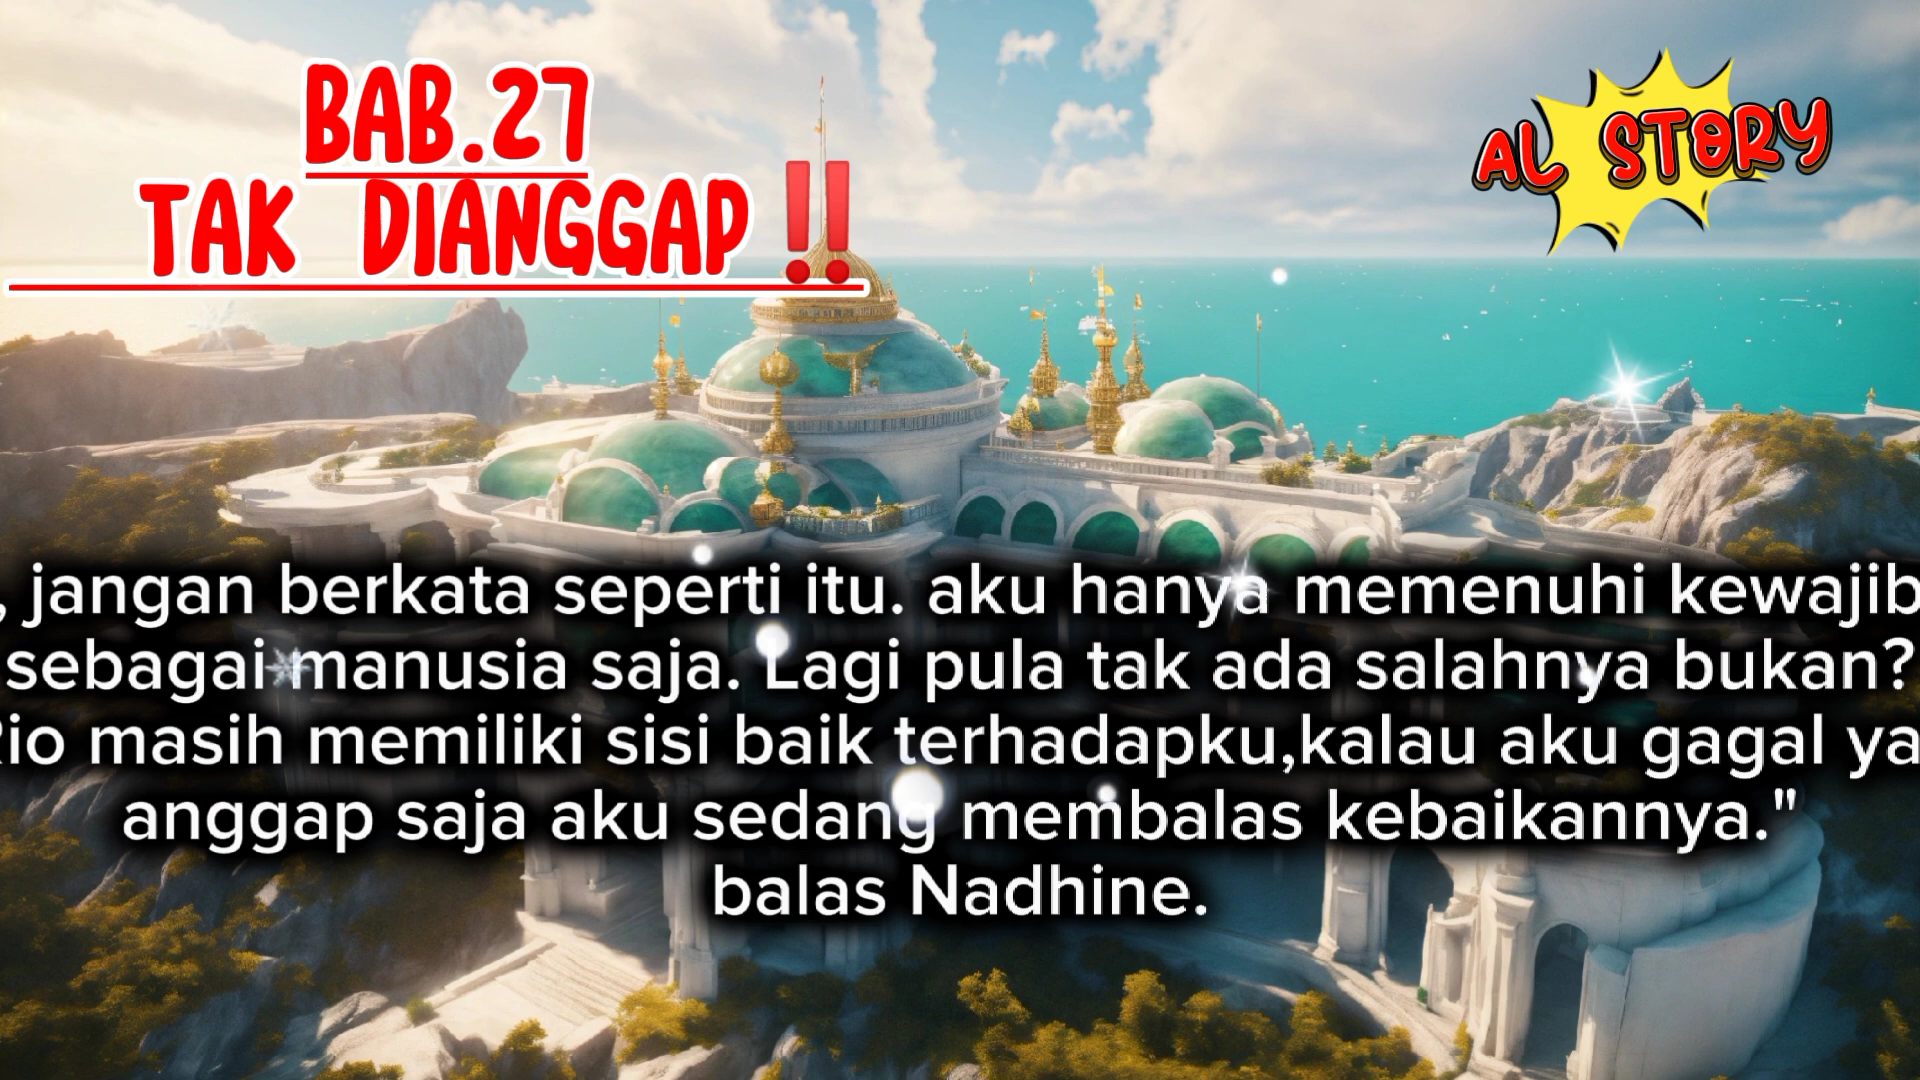 BAB.27
TAK DIANGGAP ‼
AL STORY
, jangan berkata seperti itu. aku hanya memenuhi kewajib
sebagai manusia saja. Lagi pula tak ada salahnya bukan?
masih memiliki sisi baik terhadapku,kalau aku gagal ya
anggap saja aku sedang membalas kebaikannya."
balas Nadhine.